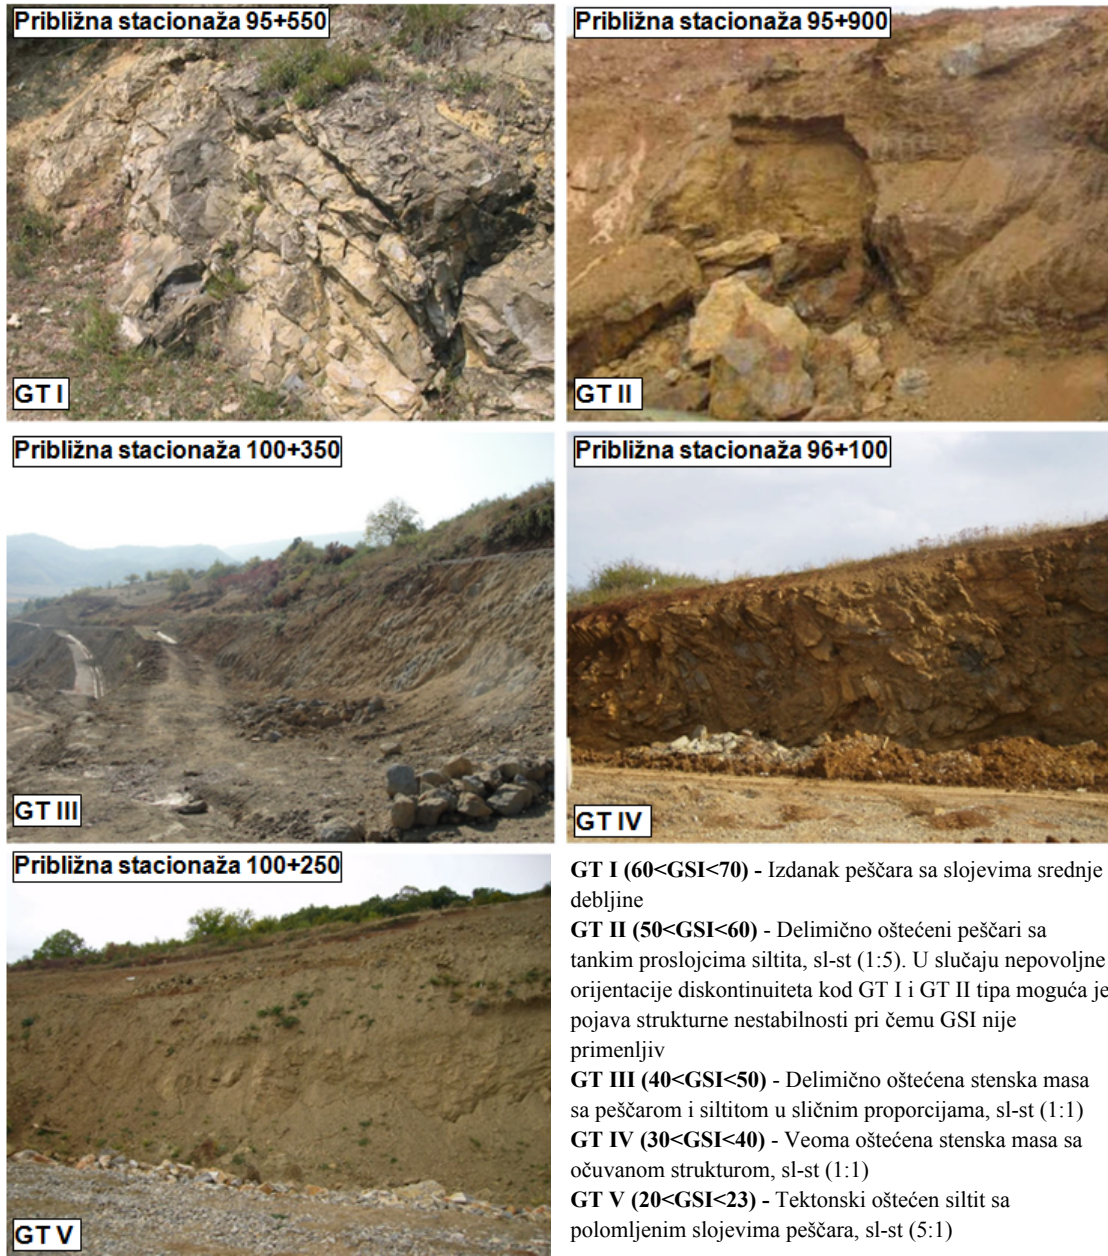 Približna stacionaža 95+550
Približna stacionaža 95+900
GT I
GT II
Približna stacionaža 100+350
Približna stacionaža 96+100
GT III
GT IV
Približna stacionaža 100+250
GT V
GT I (60<GSI<70) - Izdanak peščara sa slojevima srednje
debljine
GT II (50<GSI<60) - Delimično oštećeni peščari sa
tankim proslojcima siltita, sl-st (1:5). U slučaju nepovoljne
orijentacije diskontinuiteta kod GT I i GT II tipa moguća je
pojava strukturne nestabilnosti pri čemu GSI nije
primenljiv
GT III (40<GSI<50) - Delimično oštećena stenska masa
sa peščarom i siltitom u sličnim proporcijama, sl-st (1:1)
GT IV (30<GSI<40) - Veoma oštećena stenska masa sa
očuvanom strukturom, sl-st (1:1)
GT V (20<GSI<23) - Tektonski oštećen siltit sa
polomljenim slojevima peščara, sl-st (5:1)